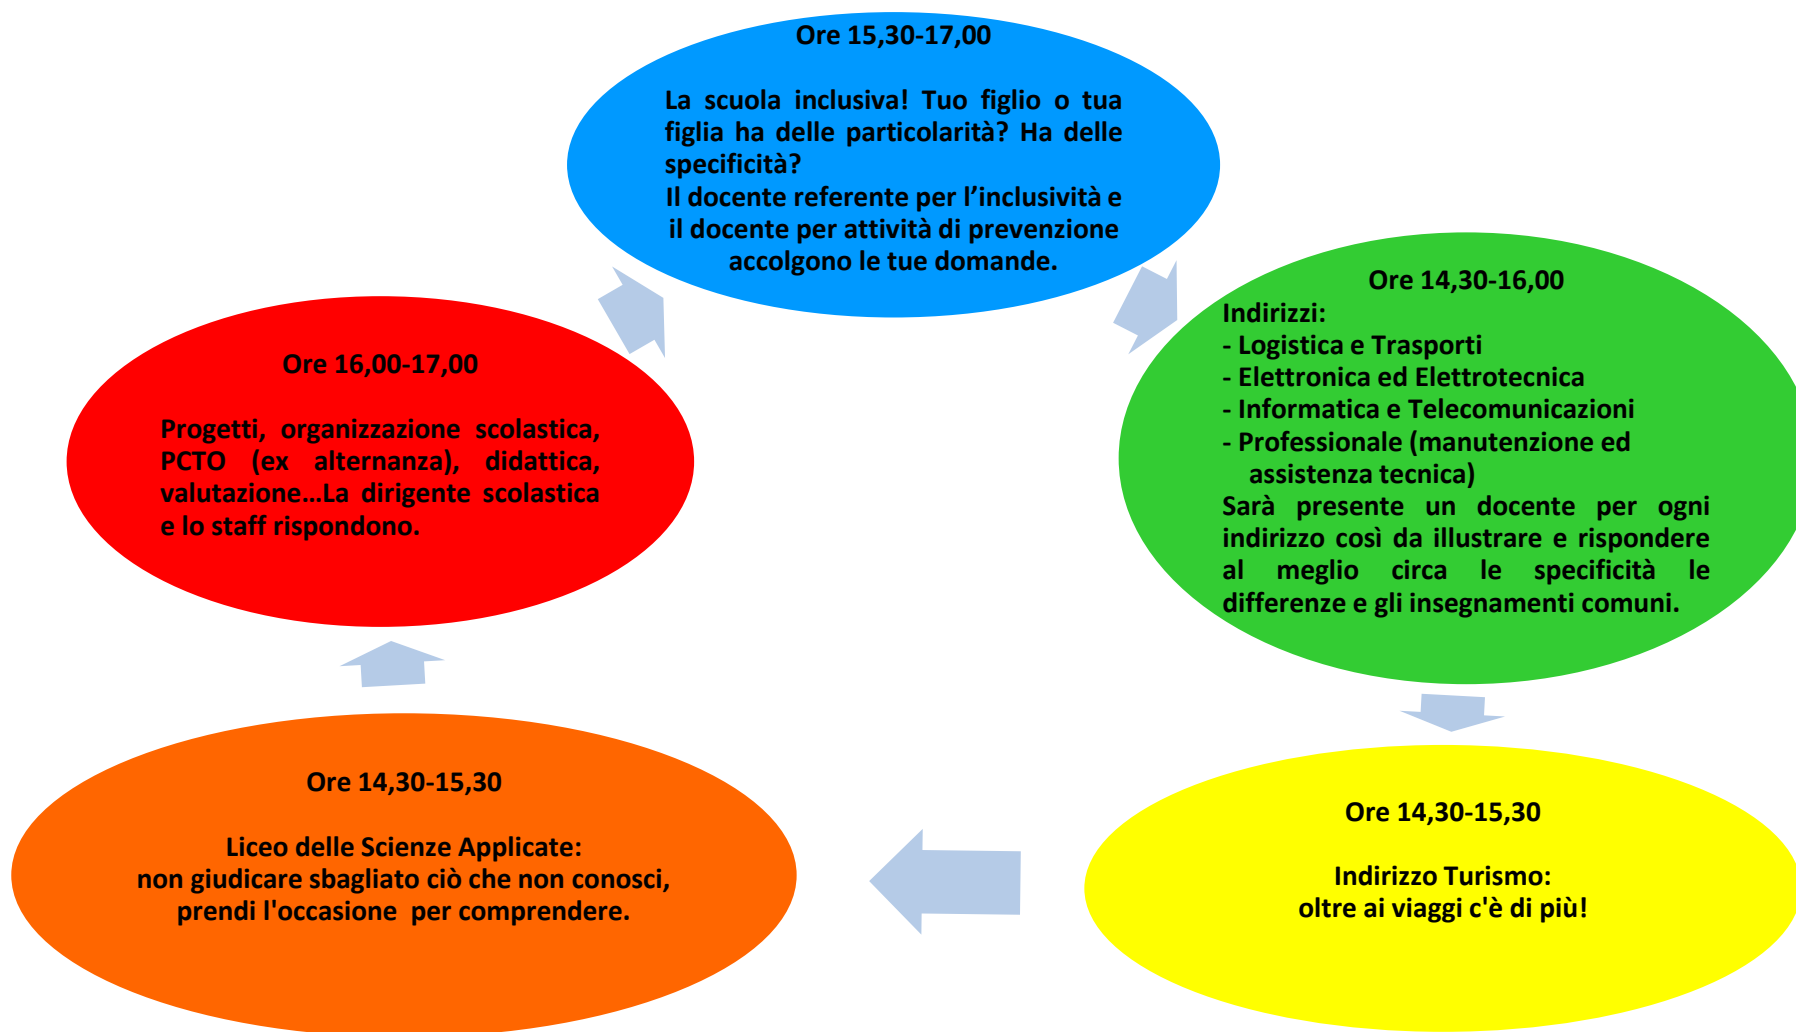 Ore 15,30-17,00
La scuola inclusiva! Tuo figlio o tua
figlia ha delle particolarità? Ha delle
specificità?
Il docente referente per l’inclusività e
il docente per attività di prevenzione
accolgono le tue domande.
Ore 14,30-16,00
Indirizzi:
- Logistica e Trasporti
- Elettronica ed Elettrotecnica
- Informatica e Telecomunicazioni
- Professionale (manutenzione ed
assistenza tecnica)
Sarà presente un docente per ogni
indirizzo così da illustrare e rispondere
al meglio circa le specificità le
differenze e gli insegnamenti comuni.
Ore 14,30-15,30
Indirizzo Turismo:
oltre ai viaggi c'è di più!
Ore 14,30-15,30
Liceo delle Scienze Applicate:
non giudicare sbagliato ciò che non conosci,
prendi l'occasione per comprendere.
Ore 16,00-17,00
Progetti, organizzazione scolastica,
PCTO (ex alternanza), didattica,
valutazione…La dirigente scolastica
e lo staff rispondono.